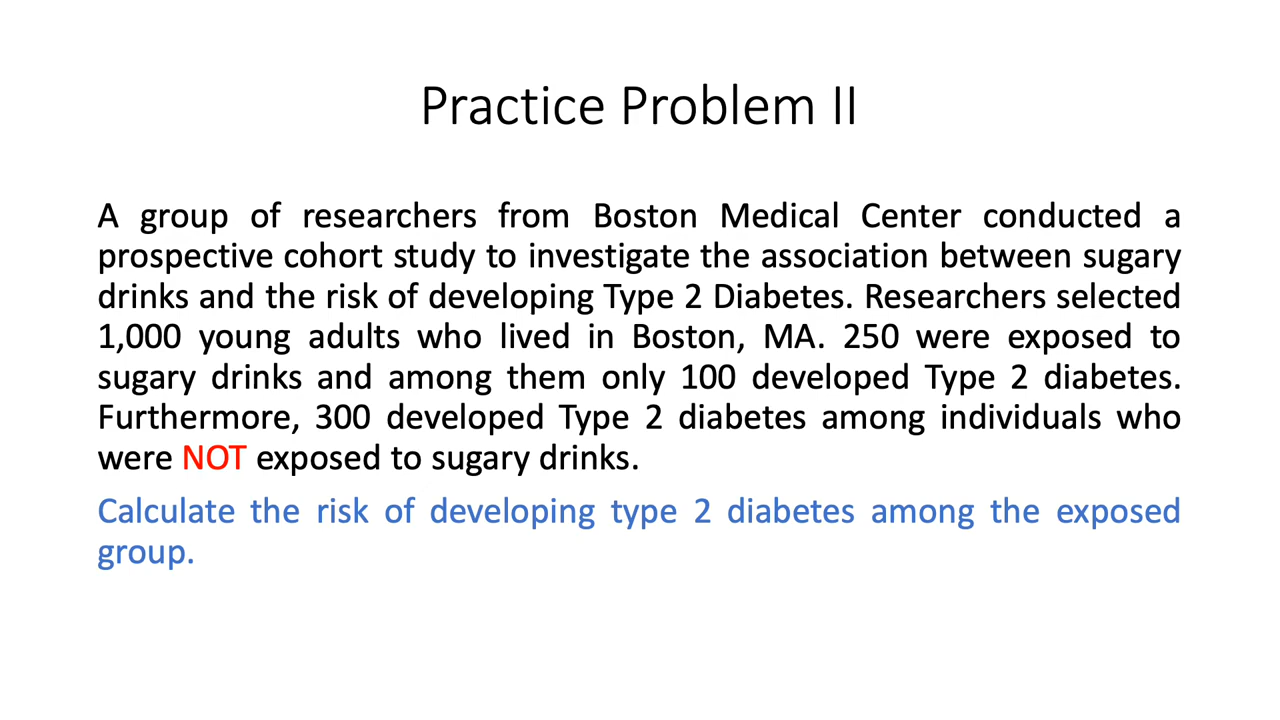 Practice Problem II
A group of researchers from Boston Medical Center conducted a
prospective cohort study to investigate the association between sugary
drinks and the risk of developing Type 2 Diabetes. Researchers selected
1,000 young adults who lived in Boston, MA. 250 were exposed to
sugary drinks and among them only 100 developed Type 2 diabetes.
Furthermore, 300 developed Type 2 diabetes among individuals who
were NOT exposed to sugary drinks.
Calculate the risk of developing type 2 diabetes among the exposed
group.